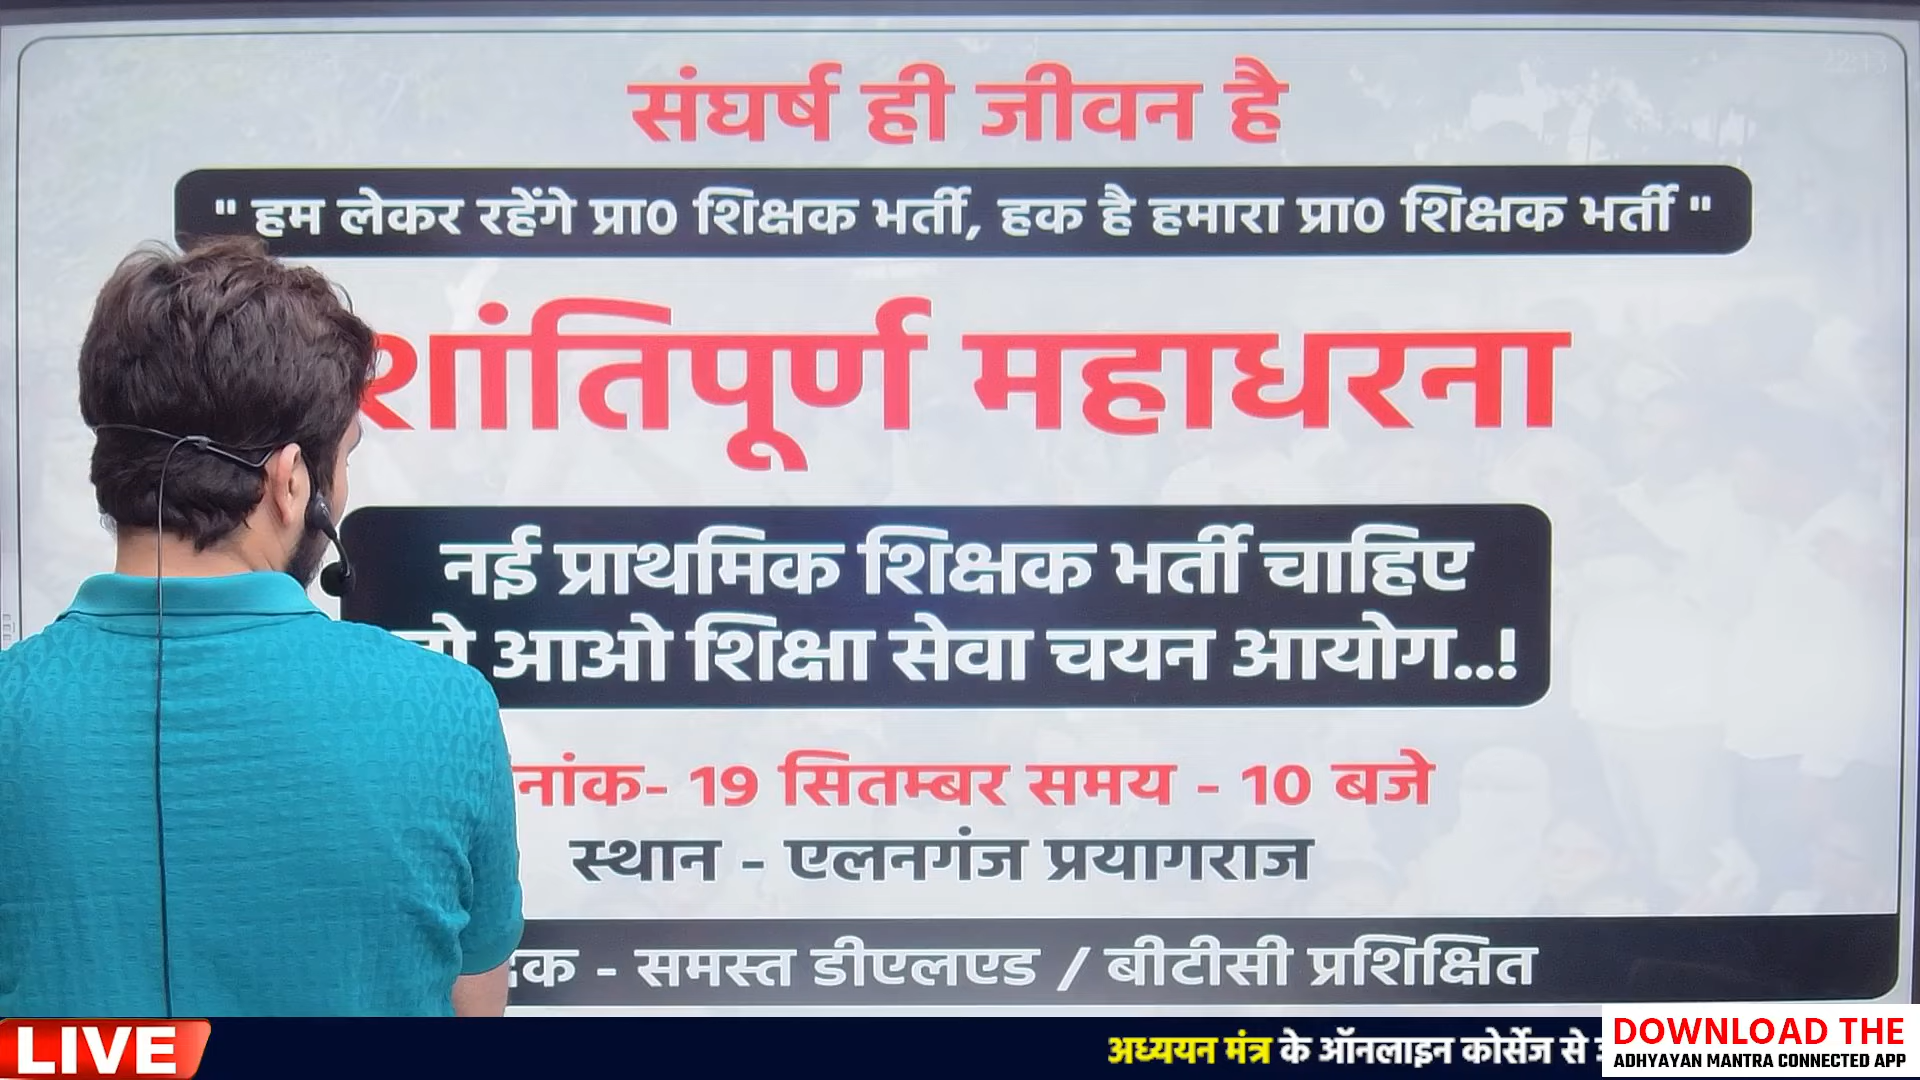 संघर्ष ही जीवन है
" हम लेकर रहेंगे प्रा0 शिक्षक भर्ती, हक है हमारा प्रा0 शिक्षक भर्ती "
शांतिपूर्ण महाधरना
नई प्राथमिक शिक्षक भर्ती चाहिए
आओ शिक्षा सेवा चयन आयोग..!
19 सितम्बर समय - 10 बजे
स्थान - एलनगंज प्रयागराज
- समस्त डीएलएड / बीटीसी प्रशिक्षित
LIVE
अध्ययन मंत्र के ऑनलाइन कोर्सेज से
DOWNLOAD THE
ADHYAYAN MANTRA CONNECTED APP